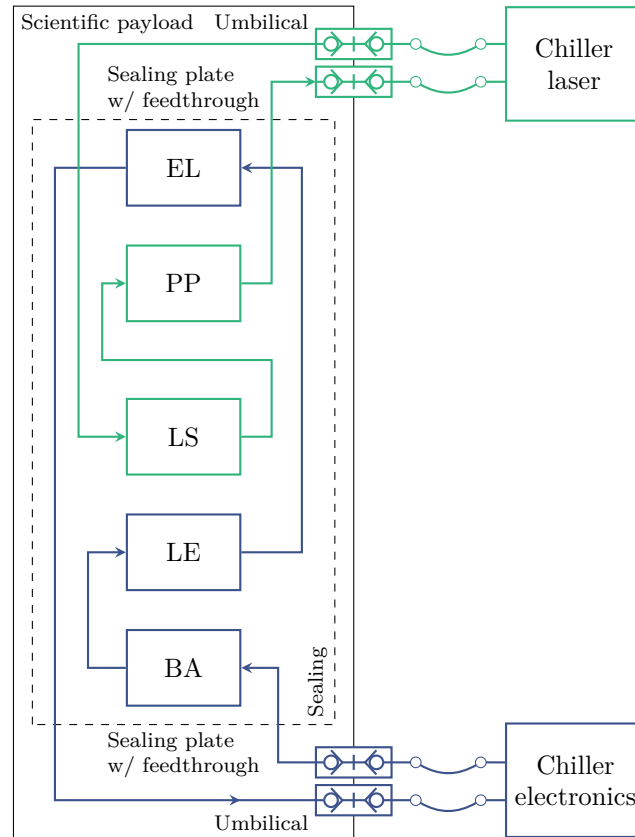 Scientific payload
Umbilical
Chiller
laser
Sealing plate
w/ feedthrough
EL
PP
LS
LE
BA
Sealing
Sealing plate
w/ feedthrough
Umbilical
Chiller
electronics